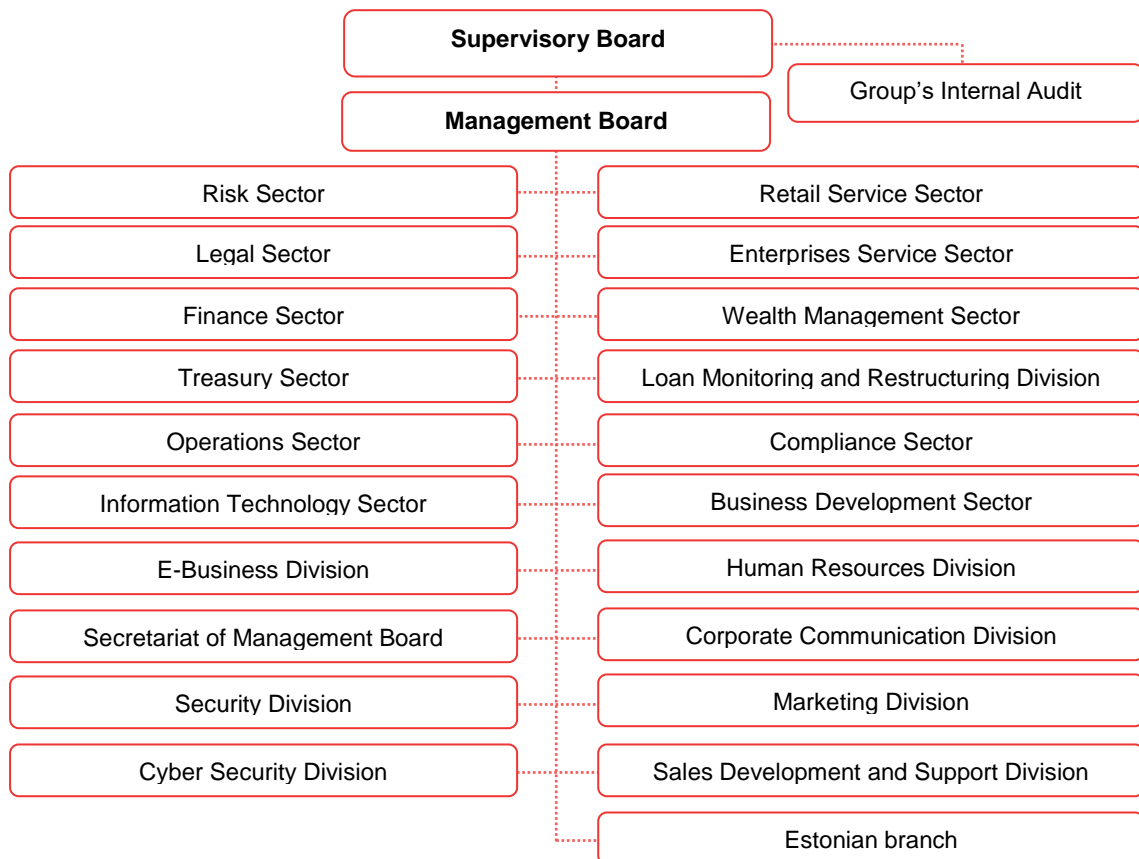 Supervisory Board
Group’s Internal Audit
Management Board
Risk Sector
Retail Service Sector
Legal Sector
Enterprises Service Sector
Finance Sector
Wealth Management Sector
Treasury Sector
Loan Monitoring and Restructuring Division
Operations Sector
Compliance Sector
Information Technology Sector
Business Development Sector
E-Business Division
Human Resources Division
Secretariat of Management Board
Corporate Communication Division
Security Division
Marketing Division
Cyber Security Division
Sales Development and Support Division
Estonian branch